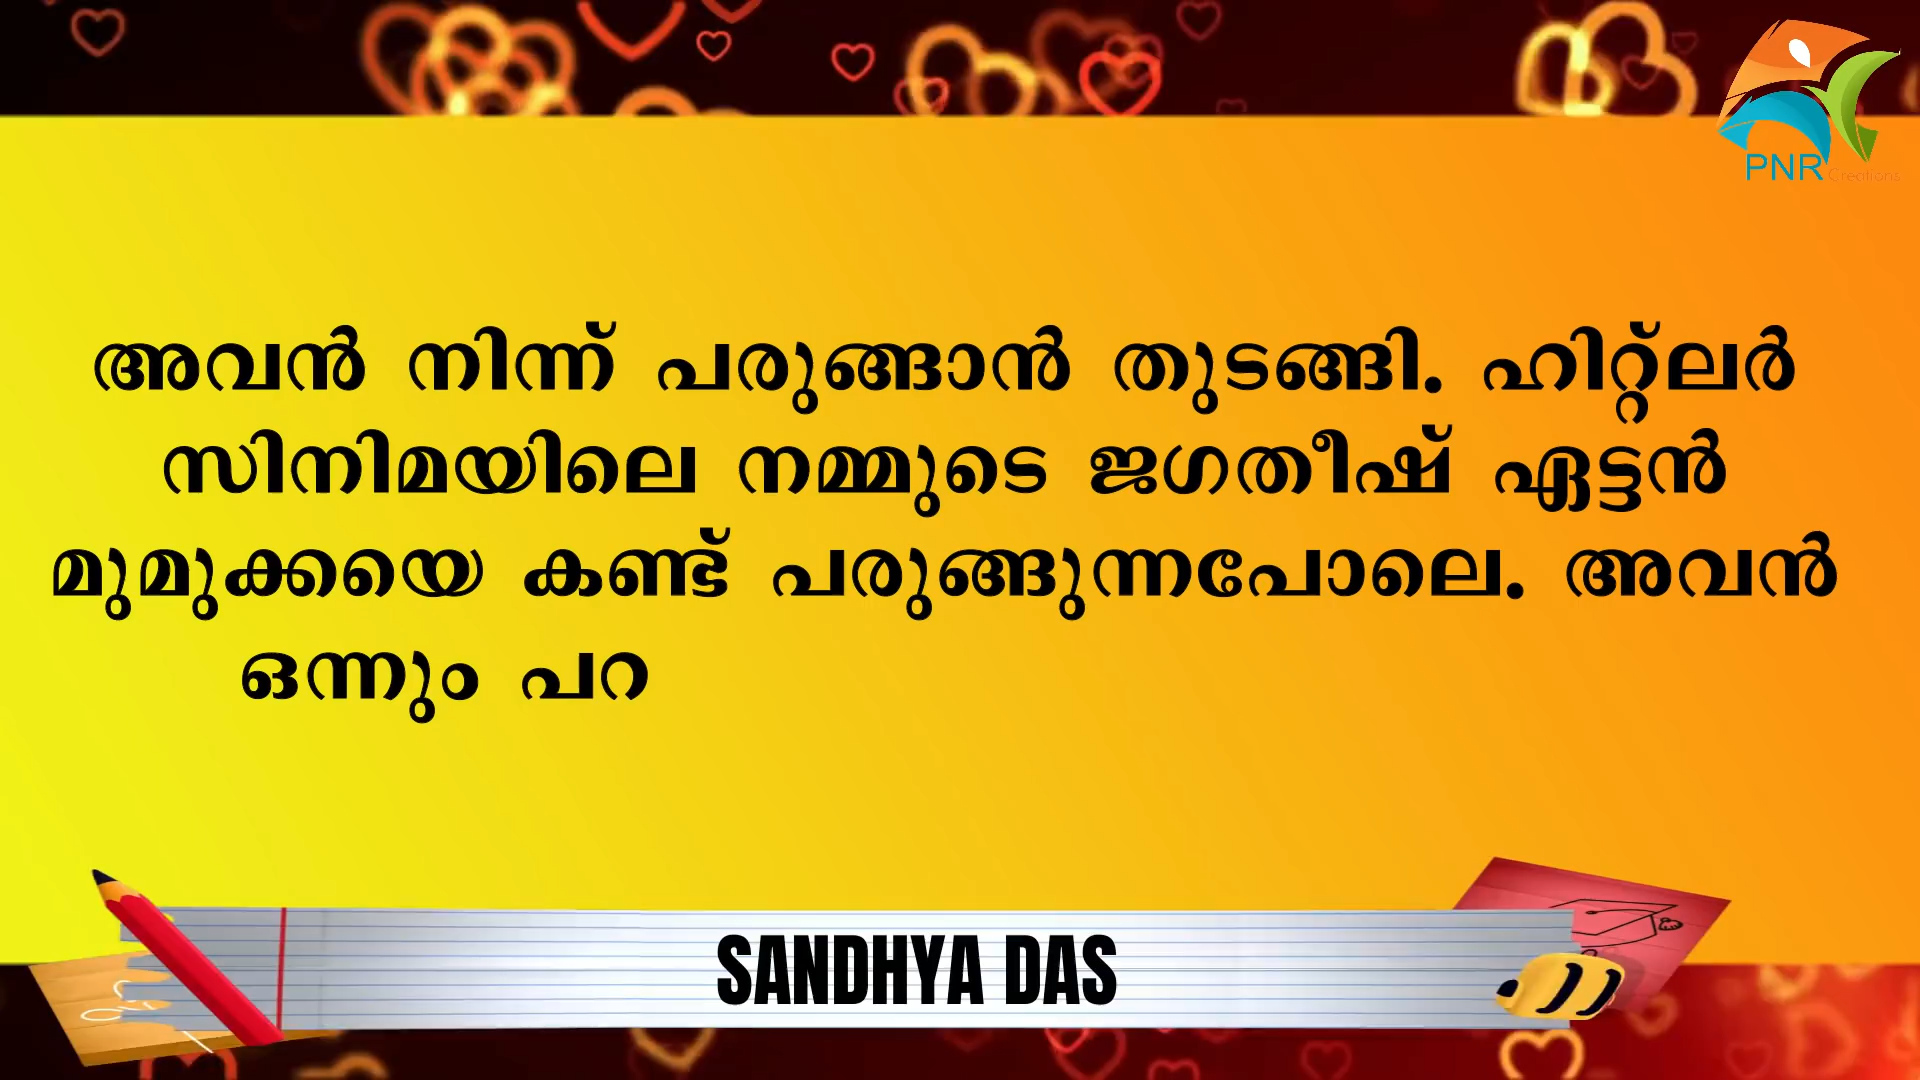 PNR Creations
അവൻ നിന്ന് പരുങ്ങാൻ തുടങ്ങി. ഹിറ്റ്ലർ
സിനിമയിലെ നമ്മുടെ ജഗതീഷ് ഏട്ടൻ
മുമുക്കയെ കണ്ട് പരുങ്ങുന്നപോലെ. അവൻ
ഒന്നും പറ
SANDHYA DAS